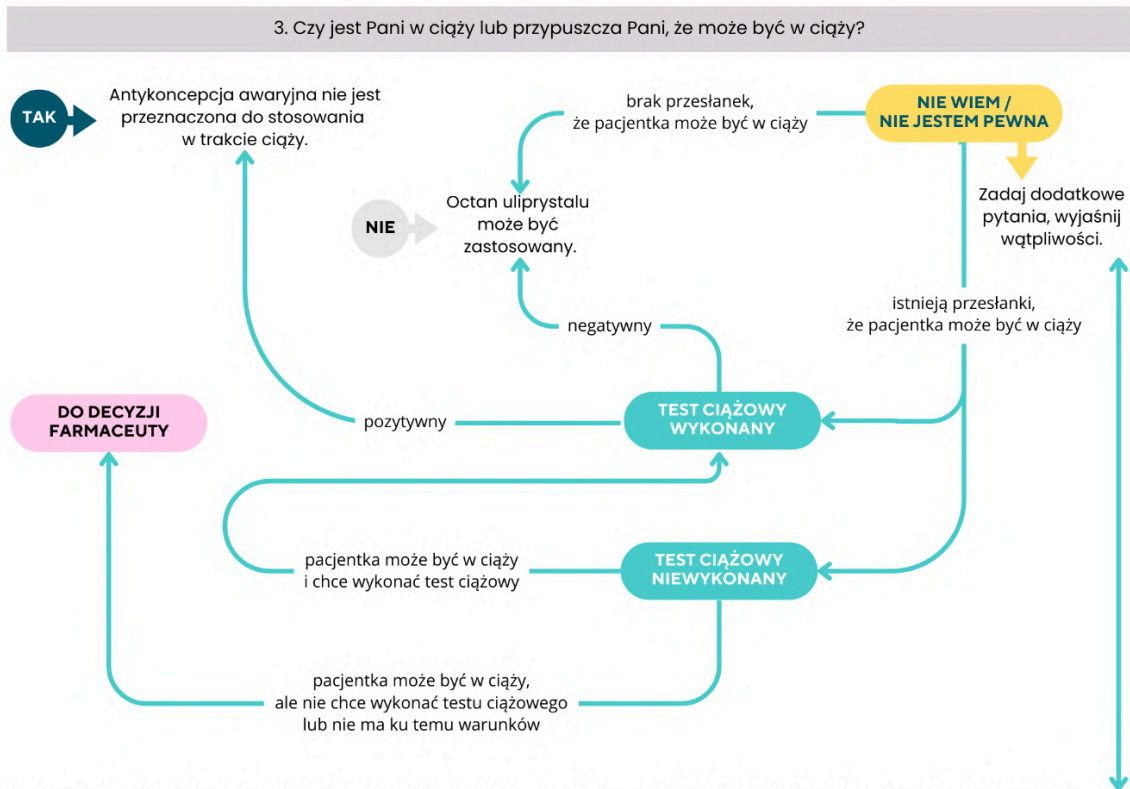 3. Czy jest Pani w ciąży lub przypuszcza Pani, że może być w ciąży?
TAK
Antykoncepcja awaryjna nie jest
przeznaczona do stosowania
w trakcie ciąży.
brak przesłanek,
że pacjentka może być w ciąży
NIE WIEM /
NIE JESTEM PEWNA
NIE
Octan uliprystalu
może być
zastosowany.
Zadaj dodatkowe
pytania, wyjaśnij
wątpliwości.
istnieją przesłanki,
że pacjentka może być w ciąży
negatywny
DO DECYZJI
FARMACEUTY
pozytywny
TEST CIĄŻOWY
WYKONANY
pacjentka może być w ciąży
i chce wykonać test ciążowy
TEST CIĄŻOWY
NIEWYKONANY
pacjentka może być w ciąży,
ale nie chce wykonać testu ciążowego
lub nie ma ku temu warunków